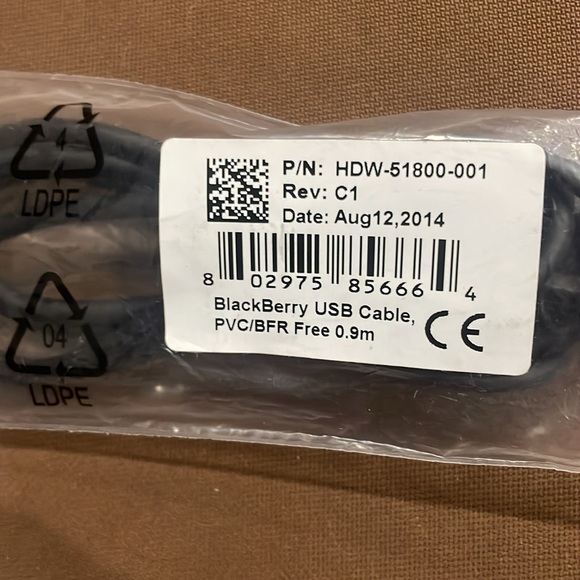 4
LDPE
P/N: HDW-51800-001
Rev: C1
Date: Aug12,2014
8 02975 85666 4
BlackBerry USB Cable,
PVC/BFR Free 0.9m
CE
04
LDPE